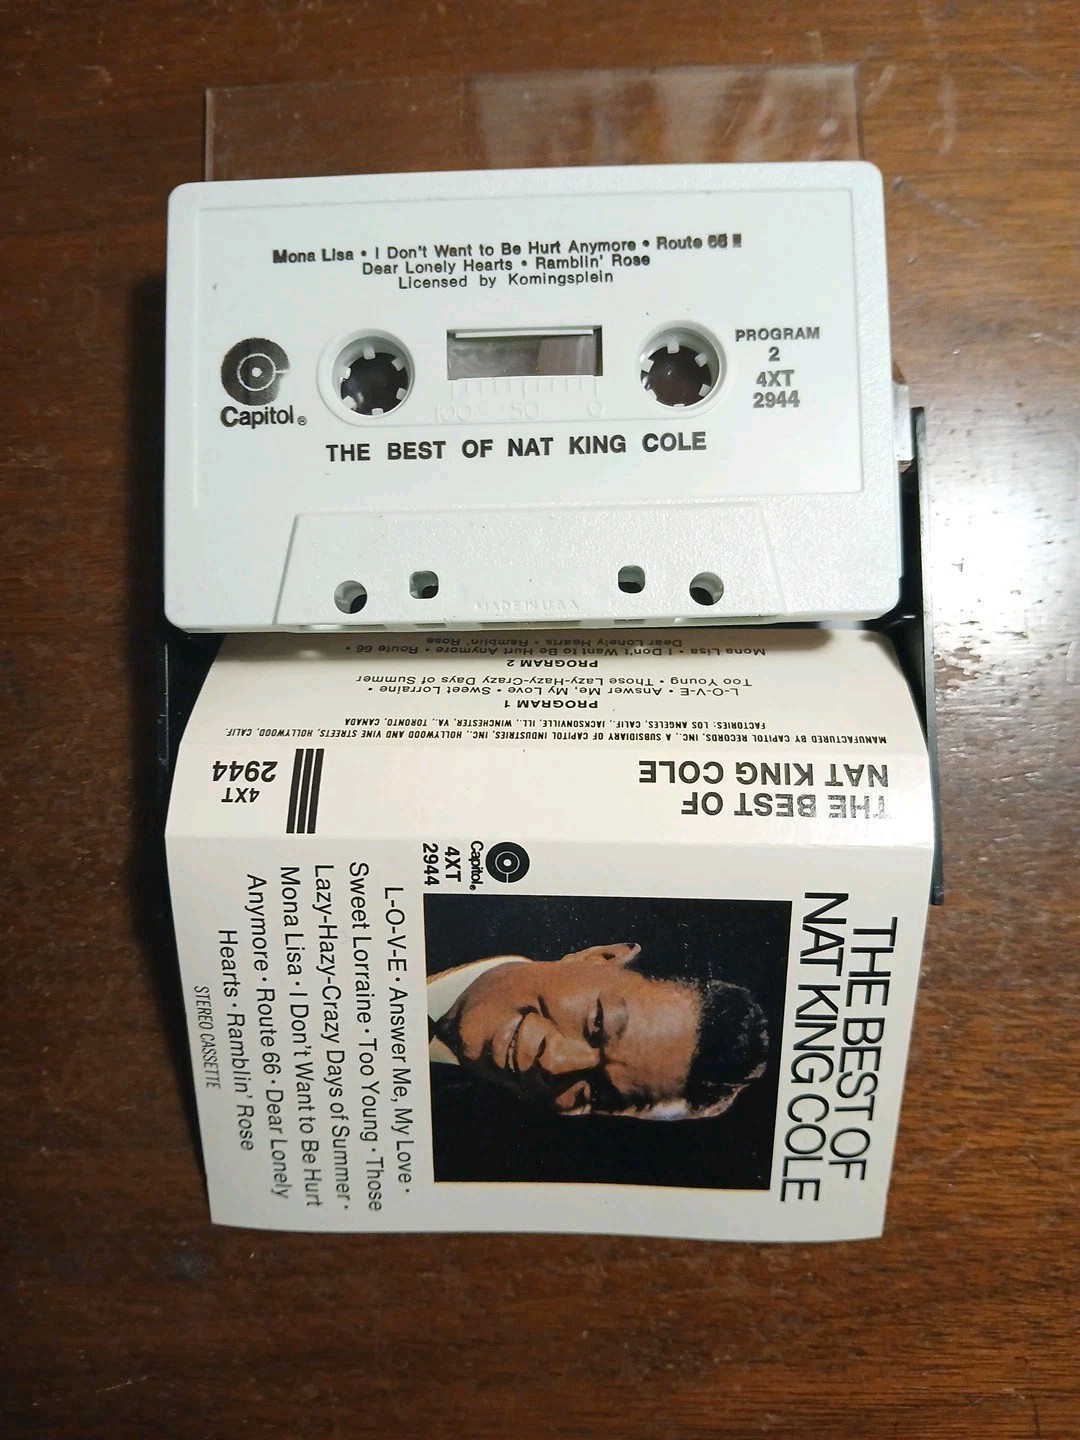 Mona Lisa • I Don't Want to Be Hurt Anymore • Route 66 •
Dear Lonely Hearts • Ramblin' Rose
Licensed by Komingsplein
PROGRAM
2
4XT
2944
Capitol®
100 50 0
THE BEST OF NAT KING COLE
MADE IN U.S.A.
Dear Lonely Hearts • Ramblin' Rose
Mona Lisa • I Don't Want to Be Hurt Anymore • Route 66 •
PROGRAM 2
Too Young • Those Lazy-Hazy-Crazy Days of Summer
L-O-V-E • Answer Me, My Love • Sweet Lorraine •
PROGRAM 1
FACTORIES: LOS ANGELES, CALIF., JACKSONVILLE, ILL., WINCHESTER, VA., TORONTO, CANADA
MANUFACTURED BY CAPITOL RECORDS, INC., A SUBSIDIARY OF CAPITOL INDUSTRIES, INC., HOLLYWOOD AND VINE STREETS, HOLLYWOOD, CALIF.
4XT
2944
THE BEST OF
NAT KING COLE
THE BEST OF
NAT KING COLE
Capitol®
4XT
2944
L-O-V-E • Answer Me, My Love •
Sweet Lorraine • Too Young • Those
Lazy-Hazy-Crazy Days of Summer •
Mona Lisa • I Don't Want to Be Hurt
Anymore • Route 66 • Dear Lonely
Hearts • Ramblin' Rose
STEREO CASSETTE